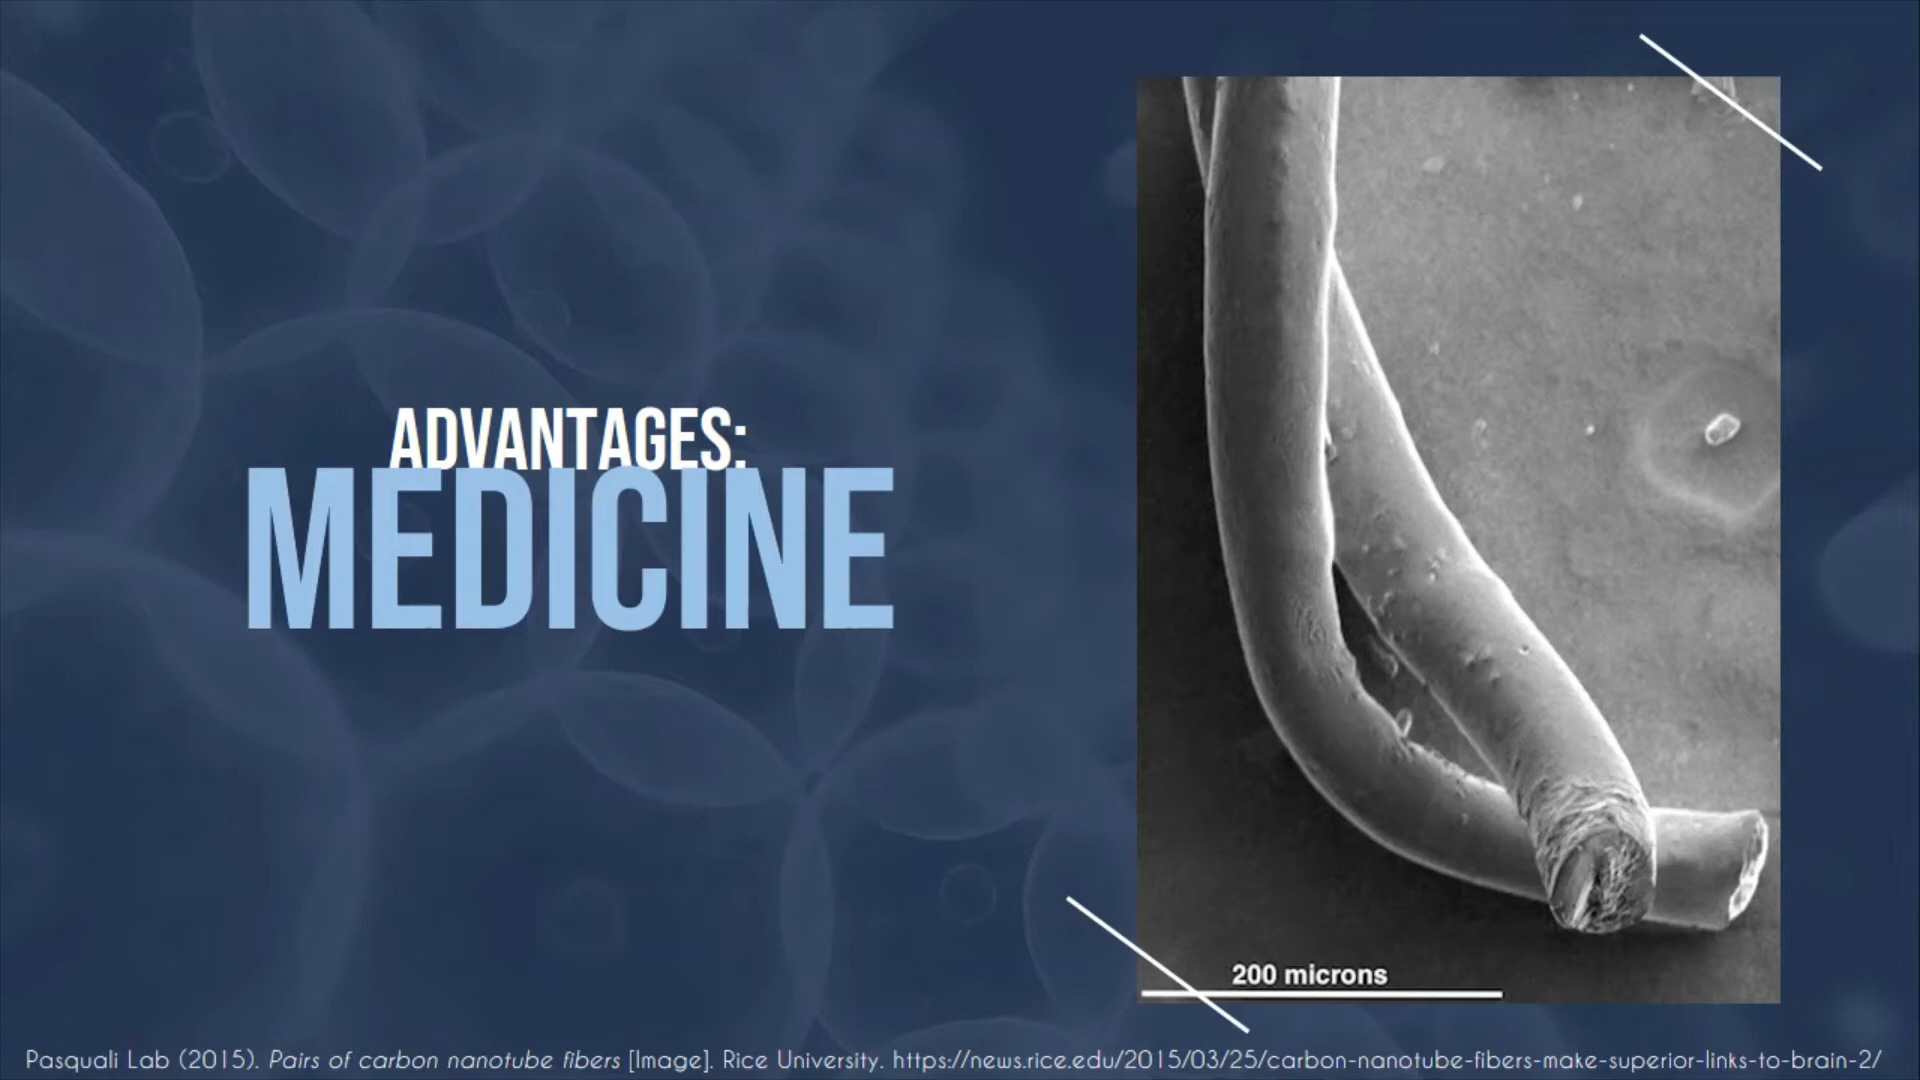 ADVANTAGES:
MEDICINE
200 microns
Pasquali Lab (2015). Pairs of carbon nanotube fibers [Image]. Rice University. https://news.rice.edu/2015/03/25/carbon-nanotube-fibers-make-superior-links-to-brain-2/